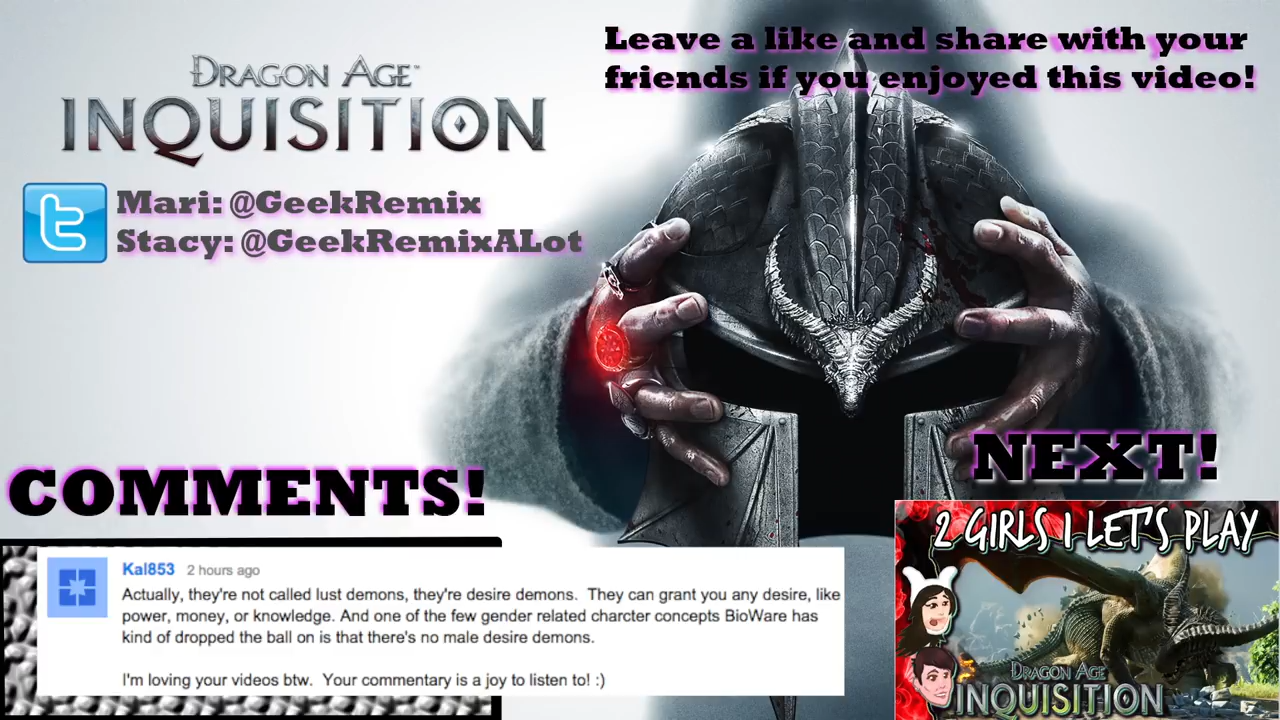 Leave a like and share with your
friends if you enjoyed this video!
DRAGON AGE™
INQUISITION
Mari: @GeekRemix
Stacy: @GeekRemixALot
COMMENTS!
Kal853 2 hours ago
Actually, they're not called lust demons, they're desire demons. They can grant you any desire, like
power, money, or knowledge. And one of the few gender related charcter concepts BioWare has
kind of dropped the ball on is that there's no male desire demons.
I'm loving your videos btw. Your commentary is a joy to listen to! :)
NEXT!
2 GIRLS 1 LET'S PLAY
DRAGON AGE
INQUISITION